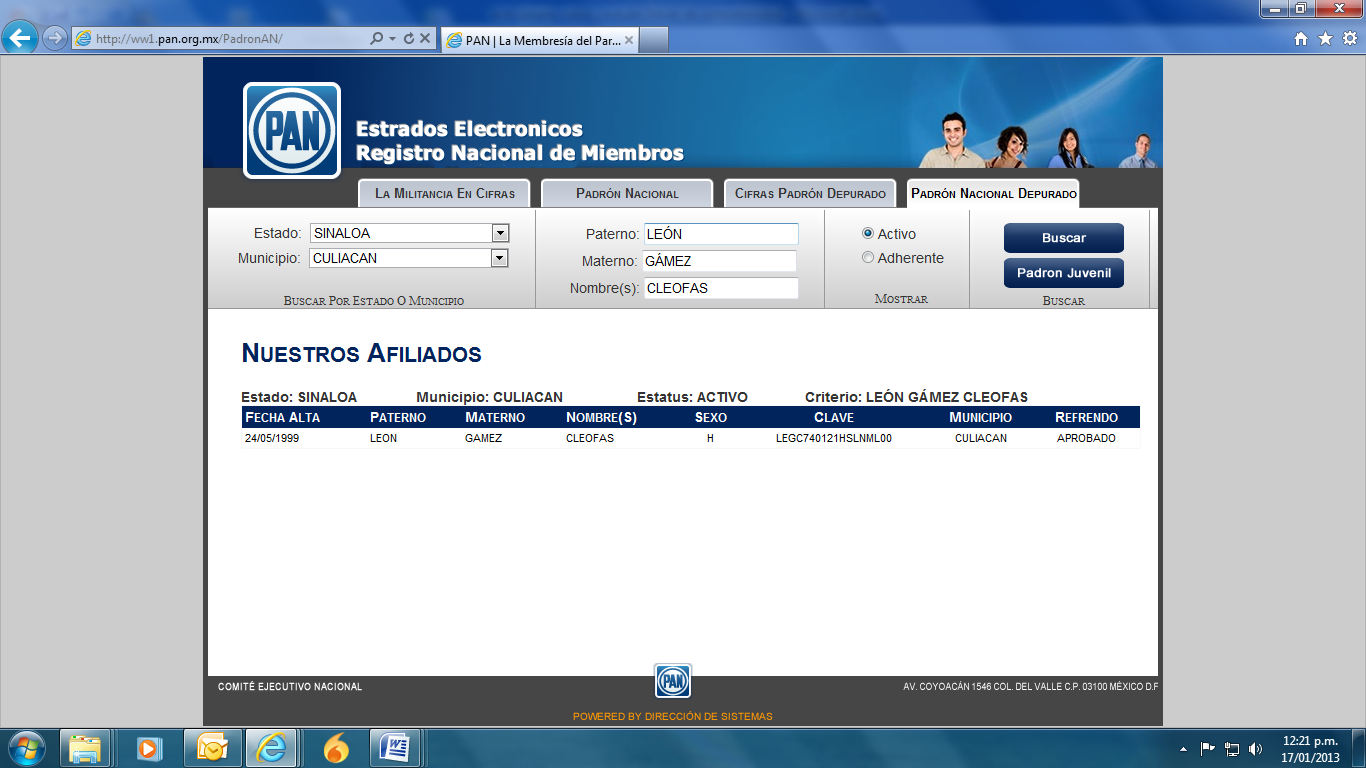 http://ww1.pan.org.mx/PadronAN/
PAN | La Membresía del Par...
PAN
Estrados Electronicos
Registro Nacional de Miembros
LA MILITANCIA EN CIFRAS
PADRÓN NACIONAL
CIFRAS PADRÓN DEPURADO
PADRÓN NACIONAL DEPURADO
Estado: SINALOA
Municipio: CULIACAN
BUSCAR POR ESTADO O MUNICIPIO
Paterno: LEÓN
Materno: GÁMEZ
Nombre(s): CLEOFAS
Activo
Adherente
MOSTRAR
Buscar
Padron Juvenil
BUSCAR
NUESTROS AFILIADOS
Estado: SINALOA Municipio: CULIACAN Estatus: ACTIVO Criterio: LEÓN GÁMEZ CLEOFAS
FECHA ALTA PATERNO MATERNO NOMBRE(S) SEXO CLAVE MUNICIPIO REFRENDO
24/05/1999 LEON GAMEZ CLEOFAS H LEGC740121HSLNML00 CULIACAN APROBADO
COMITÉ EJECUTIVO NACIONAL
PAN
AV. COYOACÁN 1546 COL. DEL VALLE C.P. 03100 MÉXICO D.F
POWERED BY DIRECCIÓN DE SISTEMAS
12:21 p.m.
17/01/2013